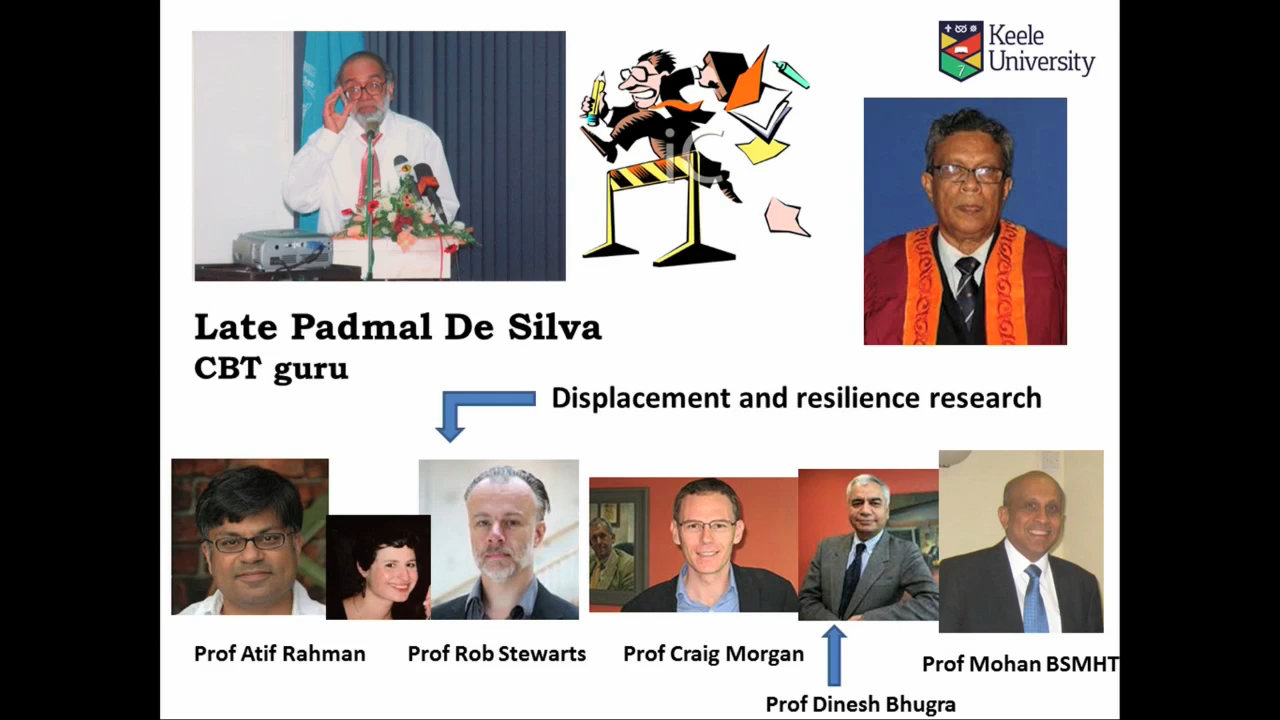 Keele
University
iC
Late Padmal De Silva
CBT guru
Displacement and resilience research
Prof Atif Rahman
Prof Rob Stewarts
Prof Craig Morgan
Prof Mohan BSMHT
Prof Dinesh Bhugra